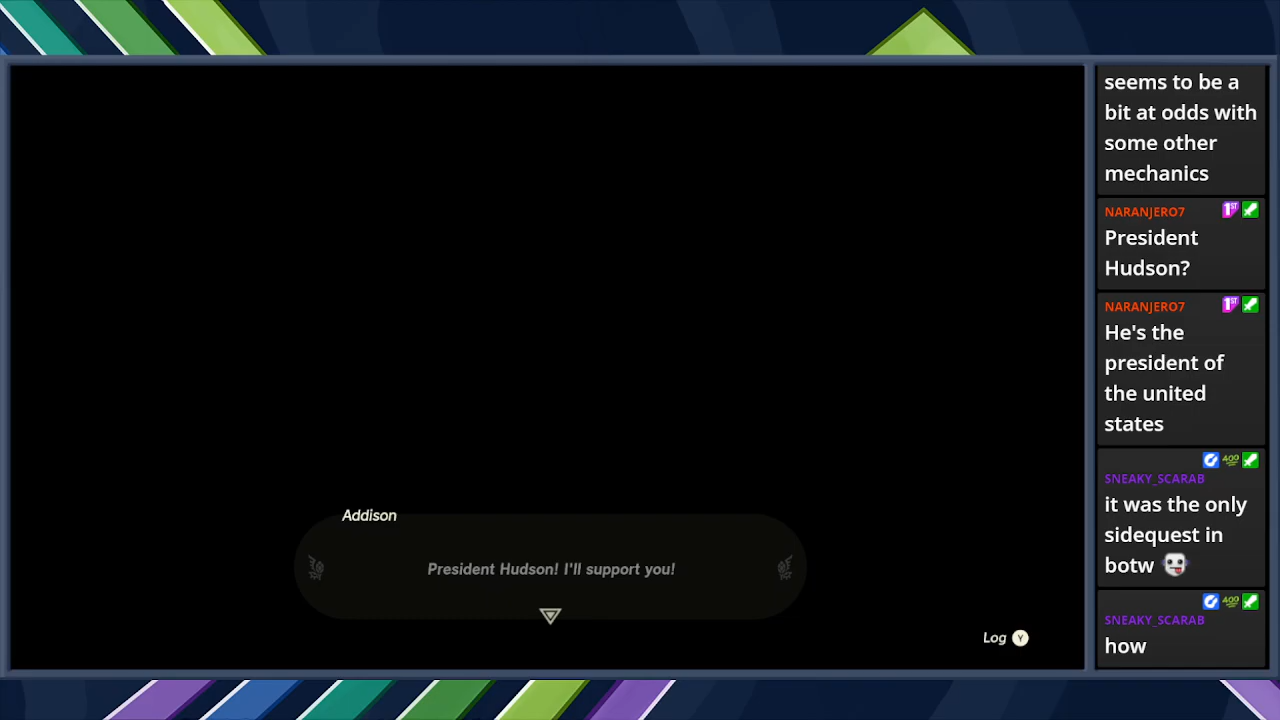 seems to be a
bit at odds with
some other
mechanics
NARANJERO7
President
Hudson?
NARANJERO7
He's the
president of
the united
states
400
SNEAKY_SCARAB
it was the only
sidequest in
botw
400
SNEAKY_SCARAB
how
Addison
President Hudson! I'll support you!
Log Y